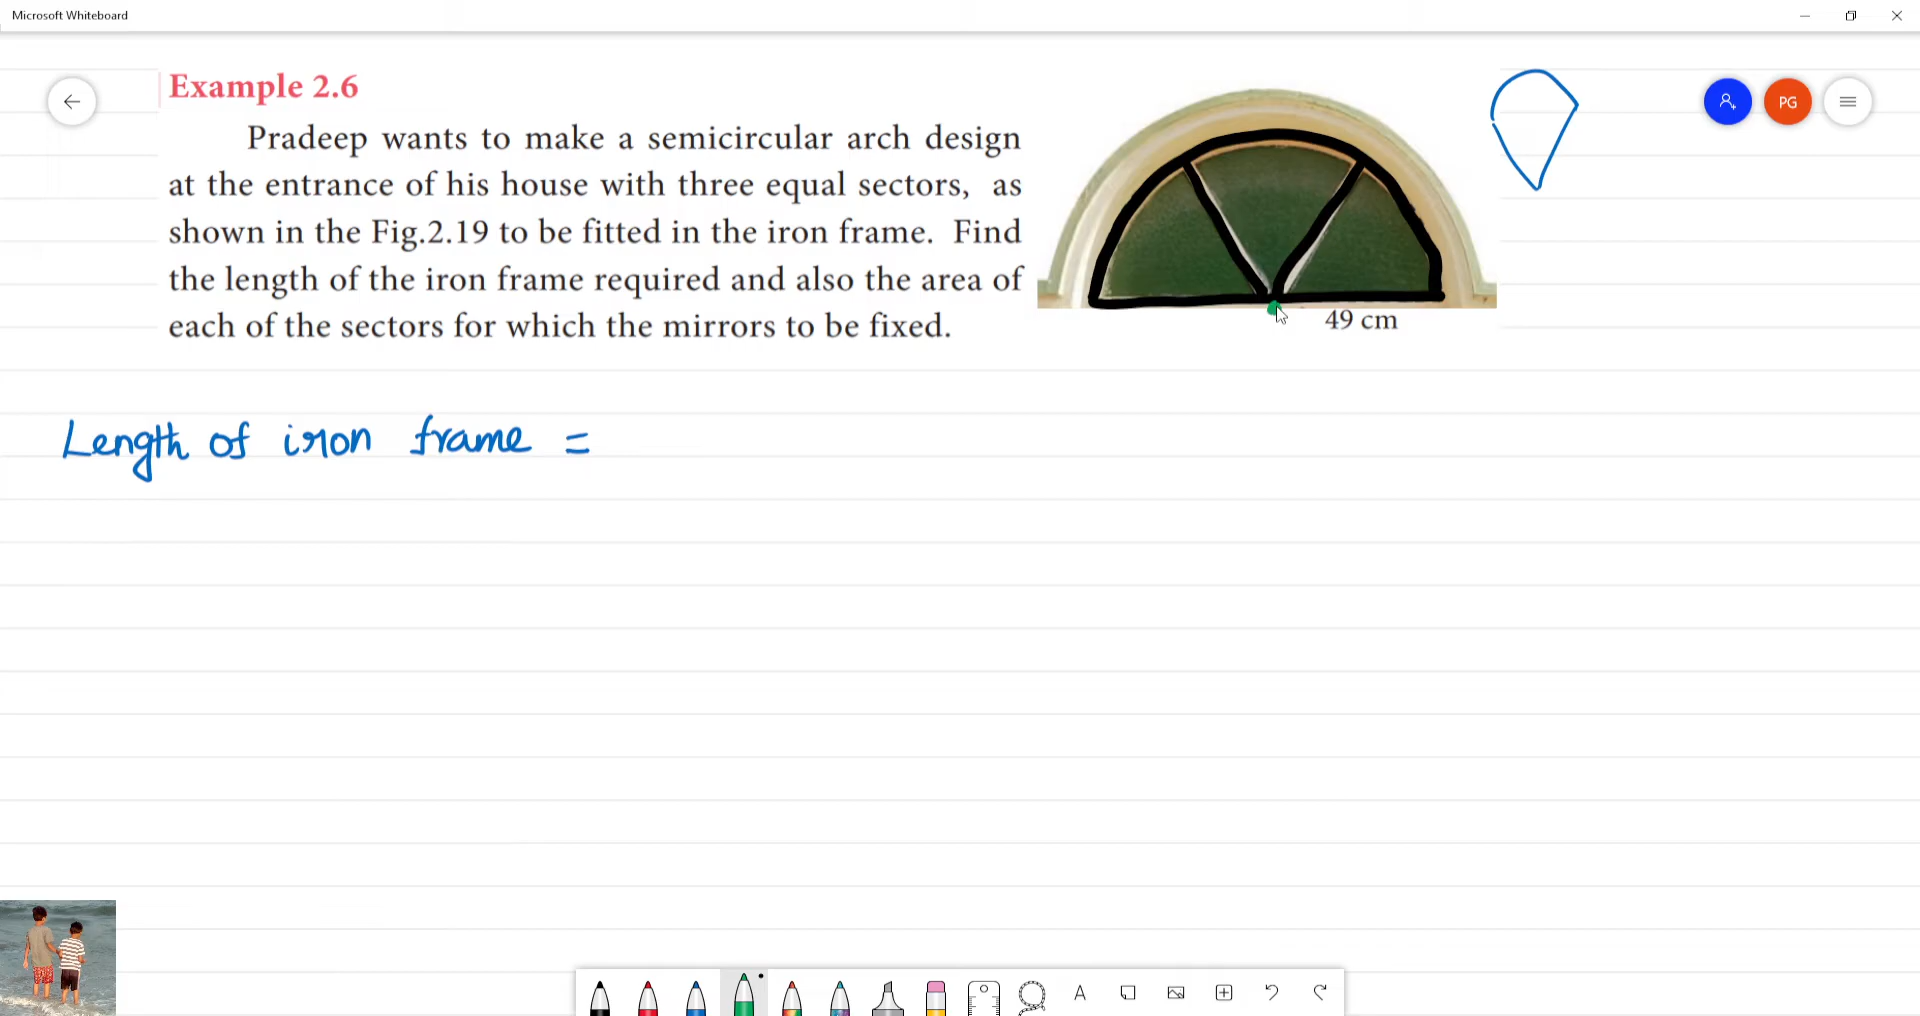 Microsoft Whiteboard
Example 2.6
Pradeep wants to make a semicircular arch design
at the entrance of his house with three equal sectors, as
shown in the Fig.2.19 to be fitted in the iron frame. Find
the length of the iron frame required and also the area of
each of the sectors for which the mirrors to be fixed.
49 cm
PG
Length of iron frame =
A